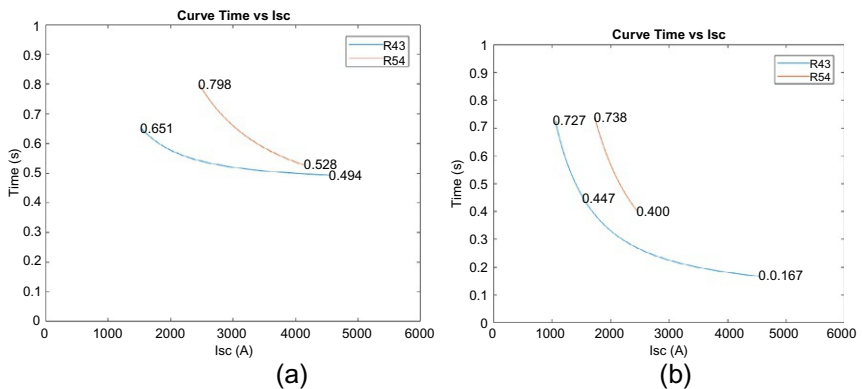 Curve Time vs Isc
1
0.9
0.8
0.7
0.6
0.5
0.4
0.3
0.2
0.1
0
Time (s)
R43
R54
0.798
0.651
0.528
0.494
0 1000 2000 3000 4000 5000 6000
Isc (A)
(a)
Curve Time vs Isc
1
0.9
0.8
0.7
0.6
0.5
0.4
0.3
0.2
0.1
0
Time (s)
R43
R54
0.727
0.738
0.447
0.400
0.0.167
0 1000 2000 3000 4000 5000 6000
Isc (A)
(b)